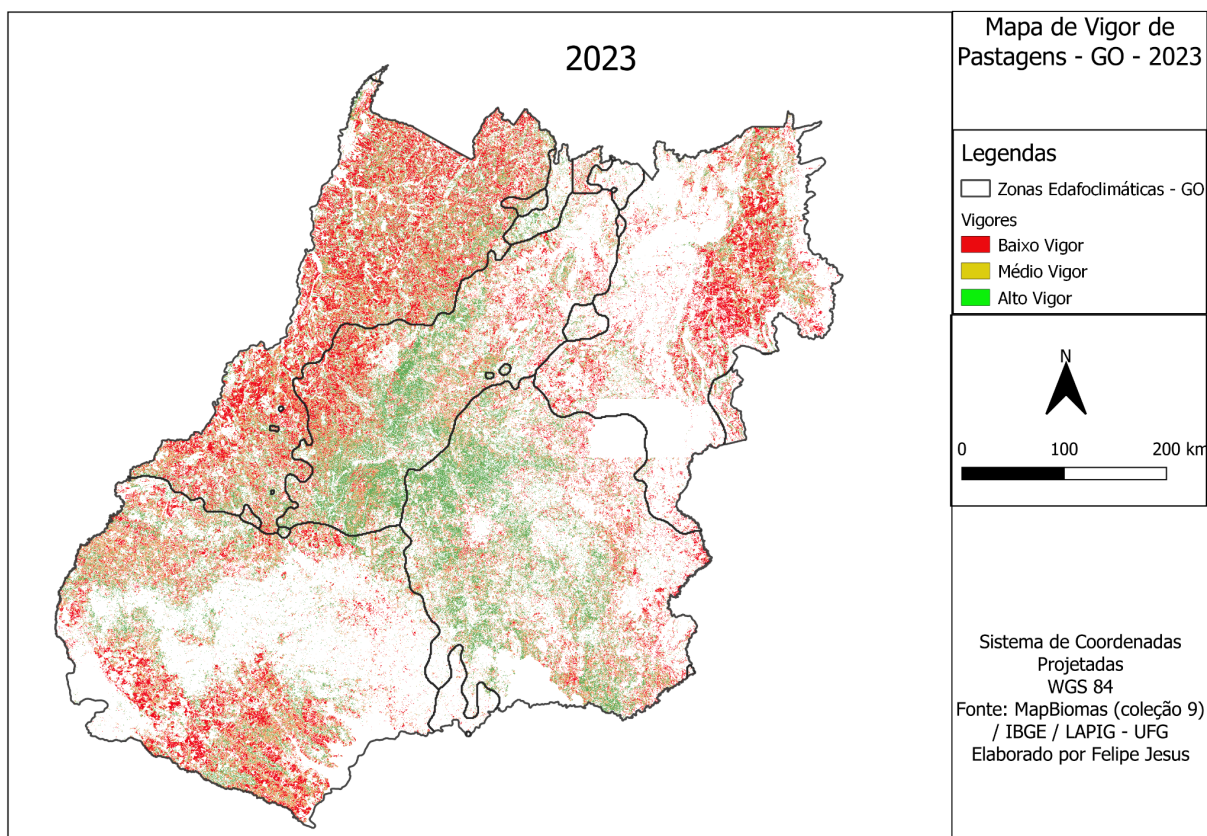 2023
Mapa de Vigor de
Pastagens - GO - 2023
Legendas
Zonas Edafoclimáticas - GO
Vigores
Baixo Vigor
Médio Vigor
Alto Vigor
N
0 100 200 km
Sistema de Coordenadas
Projetadas
WGS 84
Fonte: MapBiomas (coleção 9)
/ IBGE / LAPIG - UFG
Elaborado por Felipe Jesus